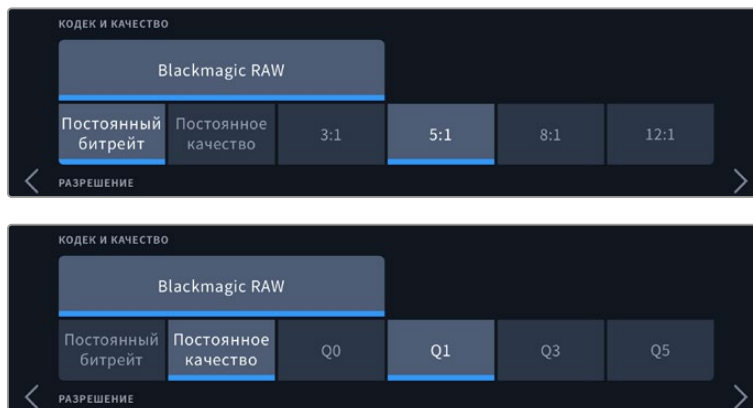 КОДЕК И КАЧЕСТВО
Blackmagic RAW
Постоянный битрейт Постоянное качество 3:1 5:1 8:1 12:1
РАЗРЕШЕНИЕ
КОДЕК И КАЧЕСТВО
Blackmagic RAW
Постоянный битрейт Постоянное качество Q0 Q1 Q3 Q5
РАЗРЕШЕНИЕ